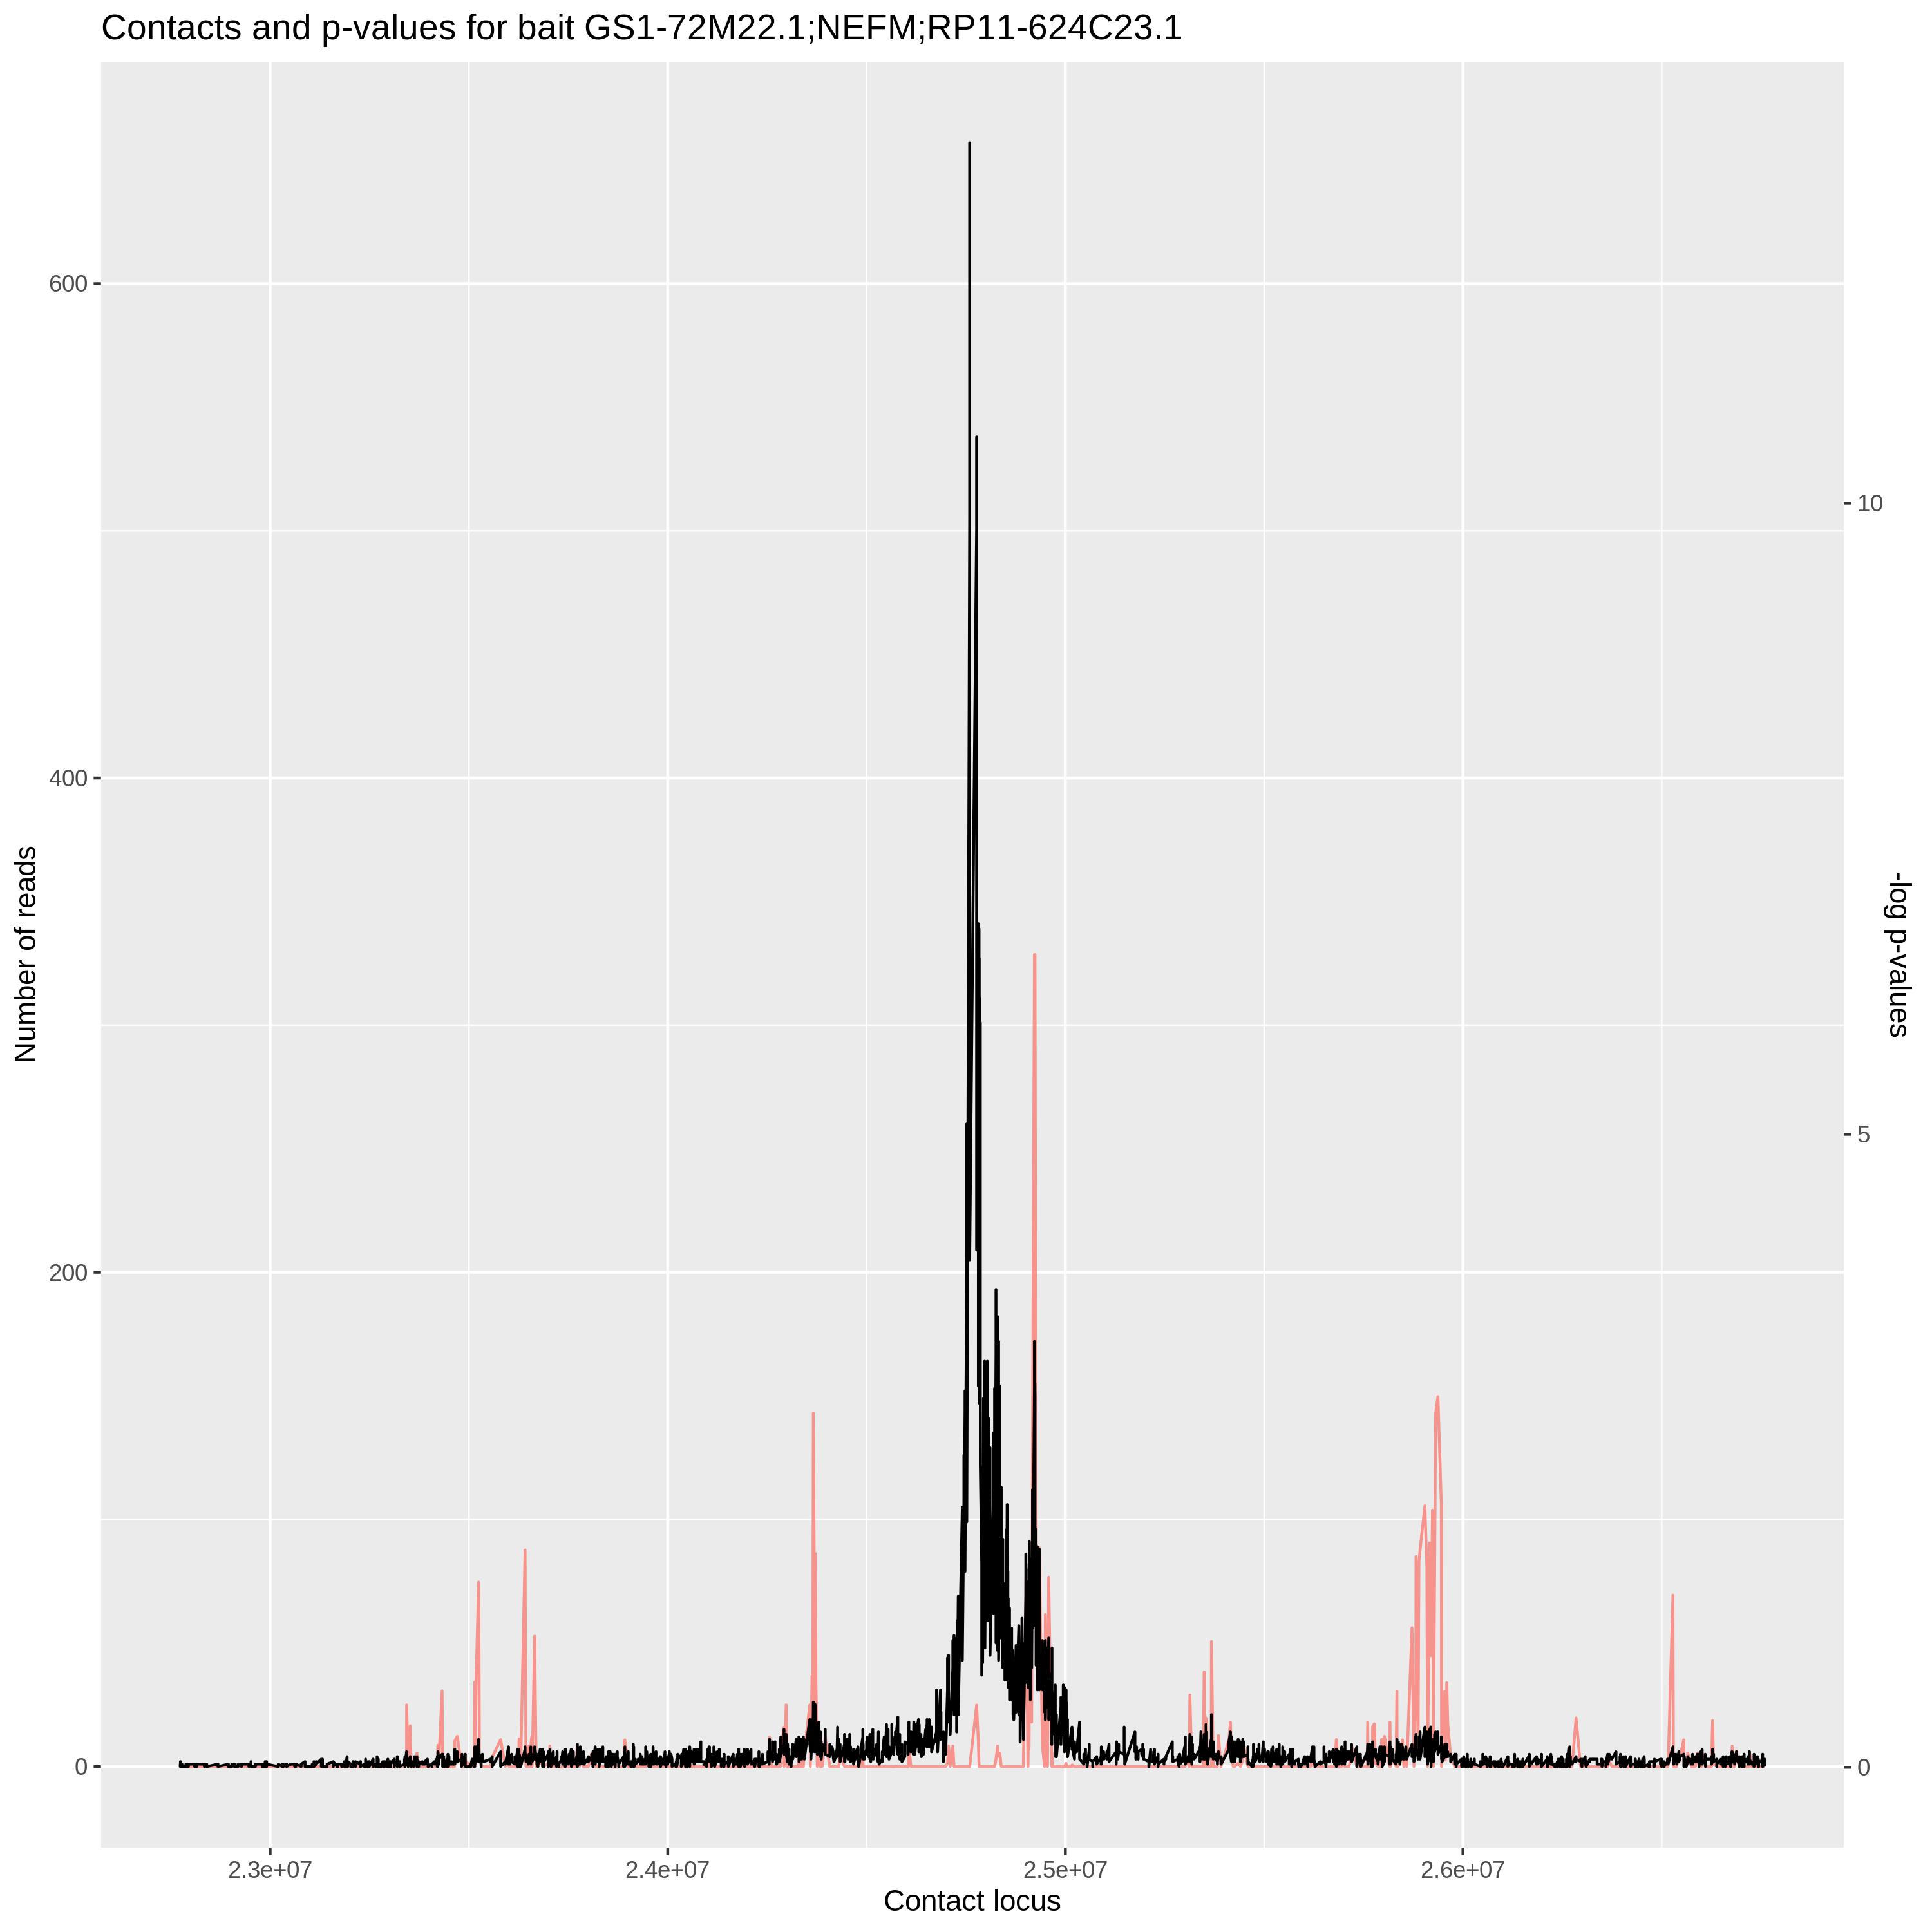 Contacts and p-values for bait GS1-72M22.1;NEFM;RP11-624C23.1
600
400
200
0
Number of reads
10
5
0
-log p-values
2.3e+07
2.4e+07
2.5e+07
2.6e+07
Contact locus